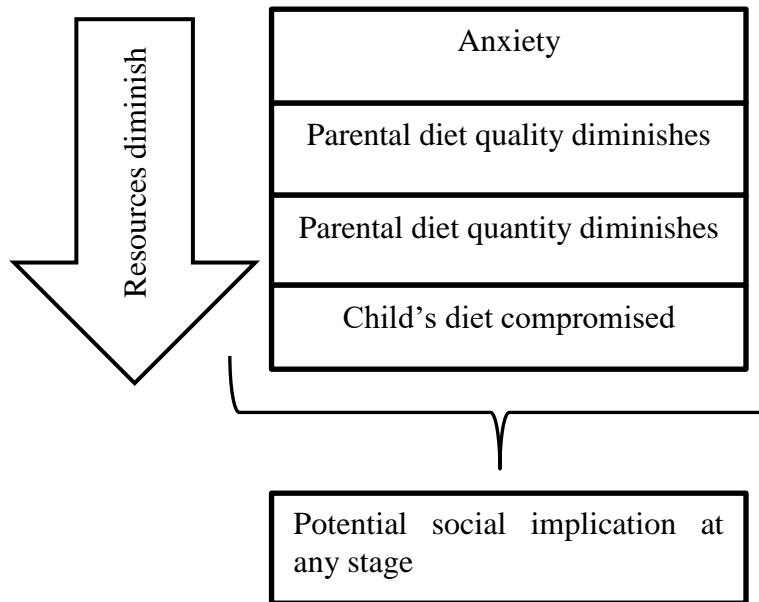 Resources diminish
Anxiety
Parental diet quality diminishes
Parental diet quantity diminishes
Child’s diet compromised
Potential social implication at
any stage